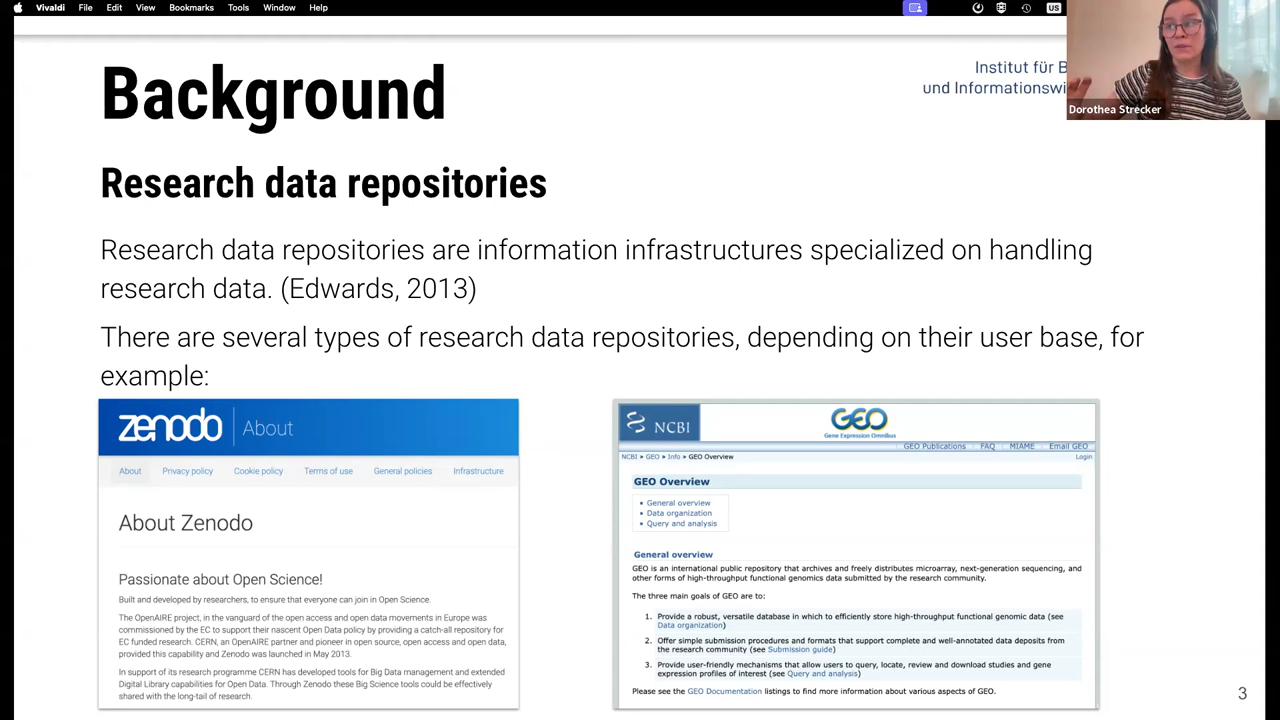 Vivaldi File Edit View Bookmarks Tools Window Help US
Background
Institut für B
und Informationswi
Dorothea Strecker
Research data repositories
Research data repositories are information infrastructures specialized on handling
research data. (Edwards, 2013)
There are several types of research data repositories, depending on their user base, for
example:
zenodo About
About Privacy policy Cookie policy Terms of use General policies Infrastructure
About Zenodo
Passionate about Open Science!
Built and developed by researchers, to ensure that everyone can join in Open Science.
The OpenAIRE project, in the vanguard of the open access and open data movements in Europe was
commissioned by the EC to support their nascent Open Data policy by providing a catch-all repository for
EC funded research. CERN, an OpenAIRE partner and pioneer in open source, open access and open data,
provided this capability and Zenodo was launched in May 2013.
In support of its research programme CERN has developed tools for Big Data management and extended
Digital Library capabilities for Open Data. Through Zenodo these Big Science tools could be effectively
shared with the long-tail of research.
NCBI
GEO
Gene Expression Omnibus
GEO Publications FAQ MIAME Email GEO
NCBI » GEO » Info » GEO Overview Login
GEO Overview
• General overview
• Data organization
• Query and analysis
General overview
GEO is an international public repository that archives and freely distributes microarray, next-generation sequencing, and
other forms of high-throughput functional genomics data submitted by the research community.
The three main goals of GEO are to:
1. Provide a robust, versatile database in which to efficiently store high-throughput functional genomic data (see
Data organization)
2. Offer simple submission procedures and formats that support complete and well-annotated data deposits from
the research community (see Submission guide)
3. Provide user-friendly mechanisms that allow users to query, locate, review and download studies and gene
expression profiles of interest (see Query and analysis)
Please see the GEO Documentation listings to find more information about various aspects of GEO.
3